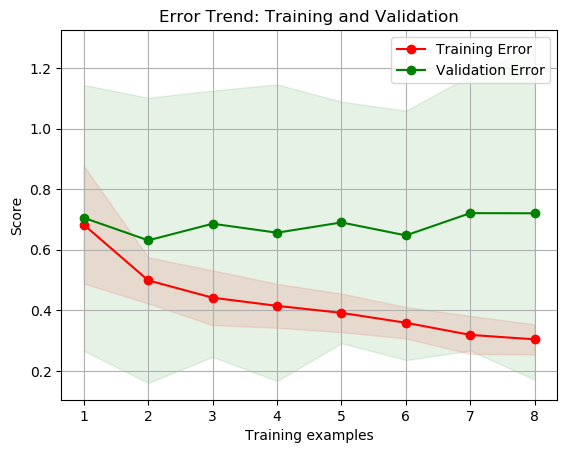 Error Trend: Training and Validation
Training Error
Validation Error
Score
1.2
1.0
0.8
0.6
0.4
0.2
1 2 3 4 5 6 7 8
Training examples